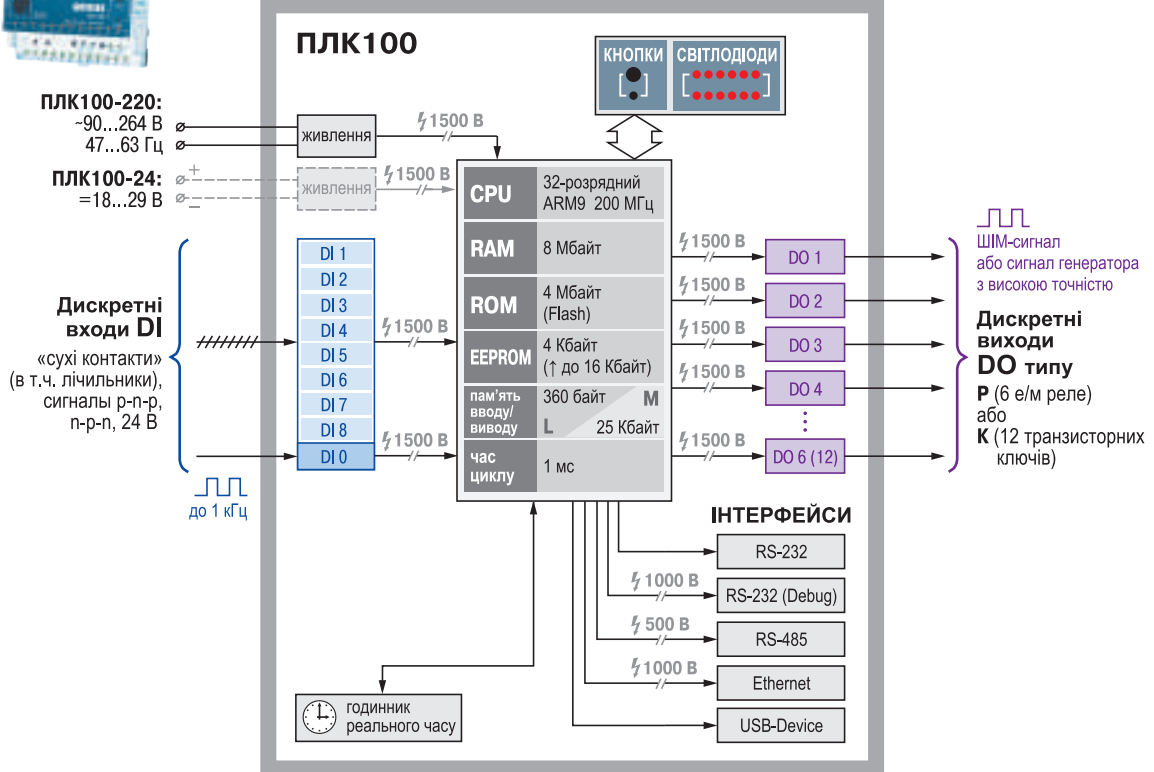 ПЛК100
КНОПКИ
СВІТЛОДІОДИ
ПЛК100-220:
~90...264 В
47...63 Гц
живлення
1500 В
ПЛК100-24:
=18...29 В
+
–
живлення
1500 В
CPU
32-розрядний
ARM9 200 МГц
RAM
8 Мбайт
ROM
4 Мбайт
(Flash)
EEPROM
4 Кбайт
(↑ до 16 Кбайт)
пам'ять
вводу/
виводу
360 байт
M
L
25 Кбайт
час
циклу
1 мс
Дискретні
входи DI
«сухі контакти»
(в т.ч. лічильники),
сигналы p-n-p,
n-p-n, 24 В
до 1 кГц
DI 1
DI 2
DI 3
DI 4
DI 5
DI 6
DI 7
DI 8
DI 0
1500 В
1500 В
1500 В
DO 1
1500 В
DO 2
1500 В
DO 3
1500 В
DO 4
1500 В
DO 6 (12)
ШІМ-сигнал
або сигнал генератора
з високою точністю
Дискретні
виходи
DO типу
Р (6 е/м реле)
або
К (12 транзисторних
ключів)
ІНТЕРФЕЙСИ
RS-232
1000 В
RS-232 (Debug)
500 В
RS-485
1000 В
Ethernet
USB-Device
годинник
реального часу